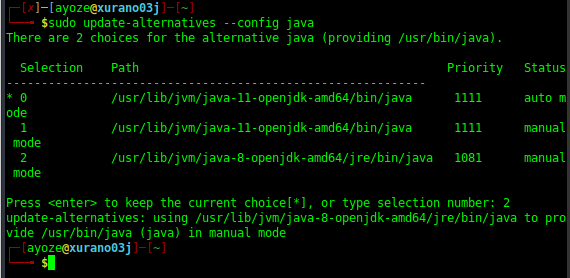 ┌─[✗]─[ayoze@xurano03j]─[~]
└──╼ $sudo update-alternatives --config java
There are 2 choices for the alternative java (providing /usr/bin/java).
  Selection    Path                                            Priority   Status
------------------------------------------------------------
* 0            /usr/lib/jvm/java-11-openjdk-amd64/bin/java      1111      auto m
ode
  1            /usr/lib/jvm/java-11-openjdk-amd64/bin/java      1111      manual
 mode
  2            /usr/lib/jvm/java-8-openjdk-amd64/jre/bin/java   1081      manual
 mode
Press <enter> to keep the current choice[*], or type selection number: 2
update-alternatives: using /usr/lib/jvm/java-8-openjdk-amd64/jre/bin/java to pro
vide /usr/bin/java (java) in manual mode
┌─[ayoze@xurano03j]─[~]
└──╼ $